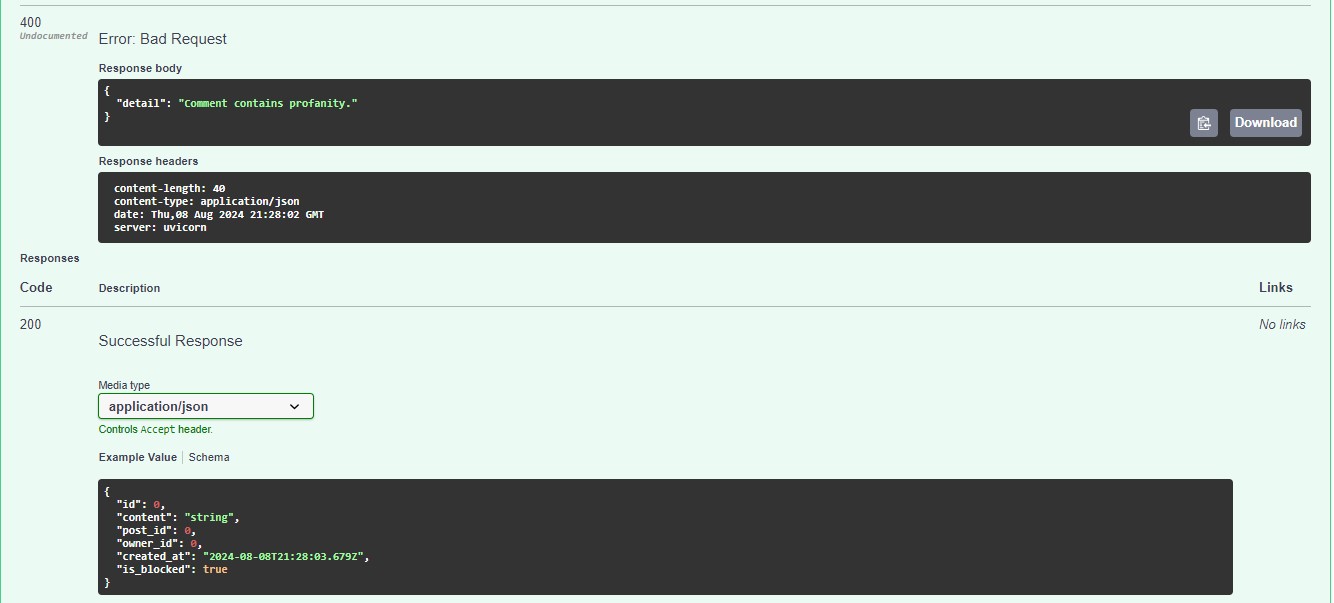 400
Undocumented
Error: Bad Request
Response body
{
  "detail": "Comment contains profanity."
}
Download
Response headers
content-length: 40
content-type: application/json
date: Thu,08 Aug 2024 21:28:02 GMT
server: uvicorn
Responses
Code Description Links
200 No links
Successful Response
Media type
application/json
Controls Accept header.
Example Value Schema
{
  "id": 0,
  "content": "string",
  "post_id": 0,
  "owner_id": 0,
  "created_at": "2024-08-08T21:28:03.679Z",
  "is_blocked": true
}